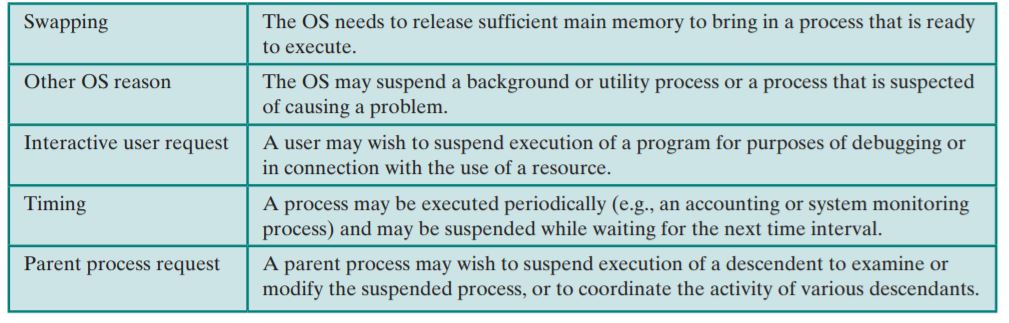 Swapping
The OS needs to release sufficient main memory to bring in a process that is ready
to execute.
Other OS reason
The OS may suspend a background or utility process or a process that is suspected
of causing a problem.
Interactive user request
A user may wish to suspend execution of a program for purposes of debugging or
in connection with the use of a resource.
Timing
A process may be executed periodically (e.g., an accounting or system monitoring
process) and may be suspended while waiting for the next time interval.
Parent process request
A parent process may wish to suspend execution of a descendent to examine or
modify the suspended process, or to coordinate the activity of various descendants.